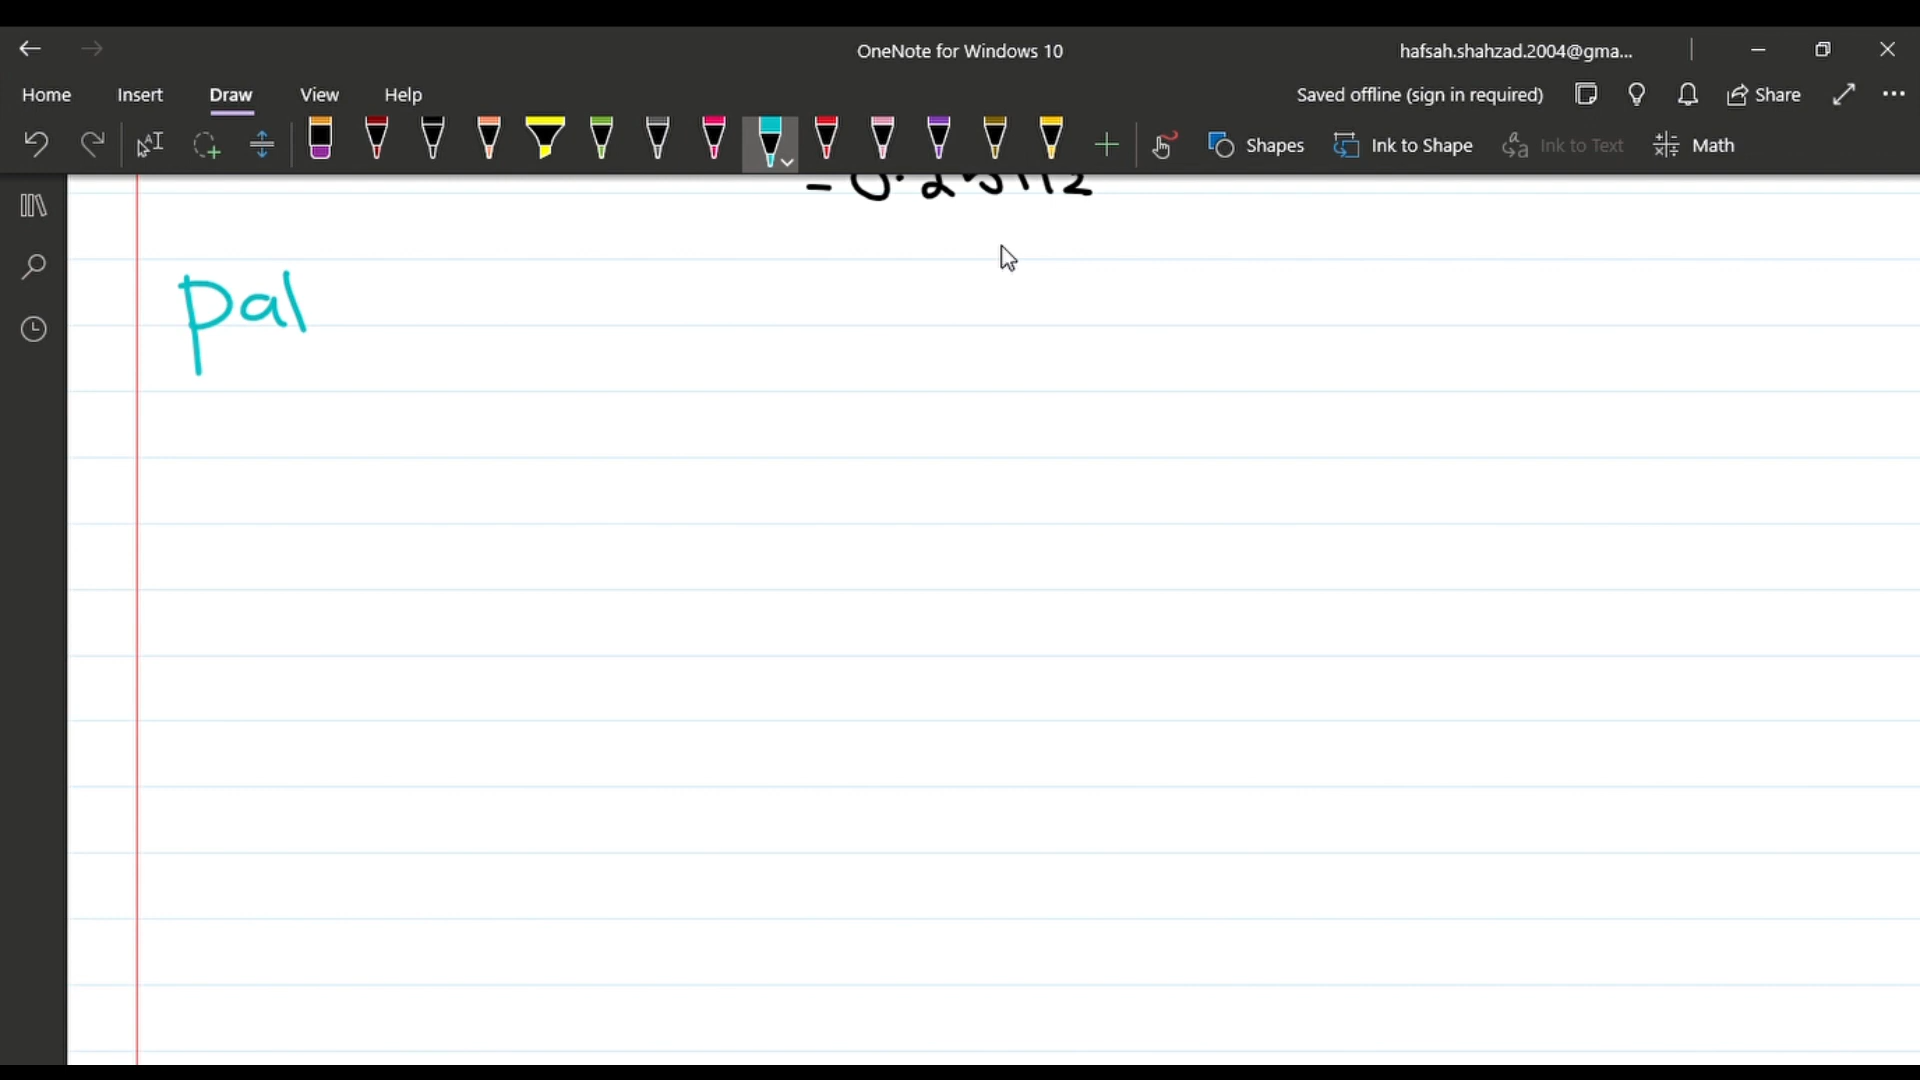 OneNote for Windows 10
hafsah.shahzad.2004@gma...
Home Insert Draw View Help
Saved offline (sign in required)
Share
Shapes
Ink to Shape
Ink to Text
Math
pal